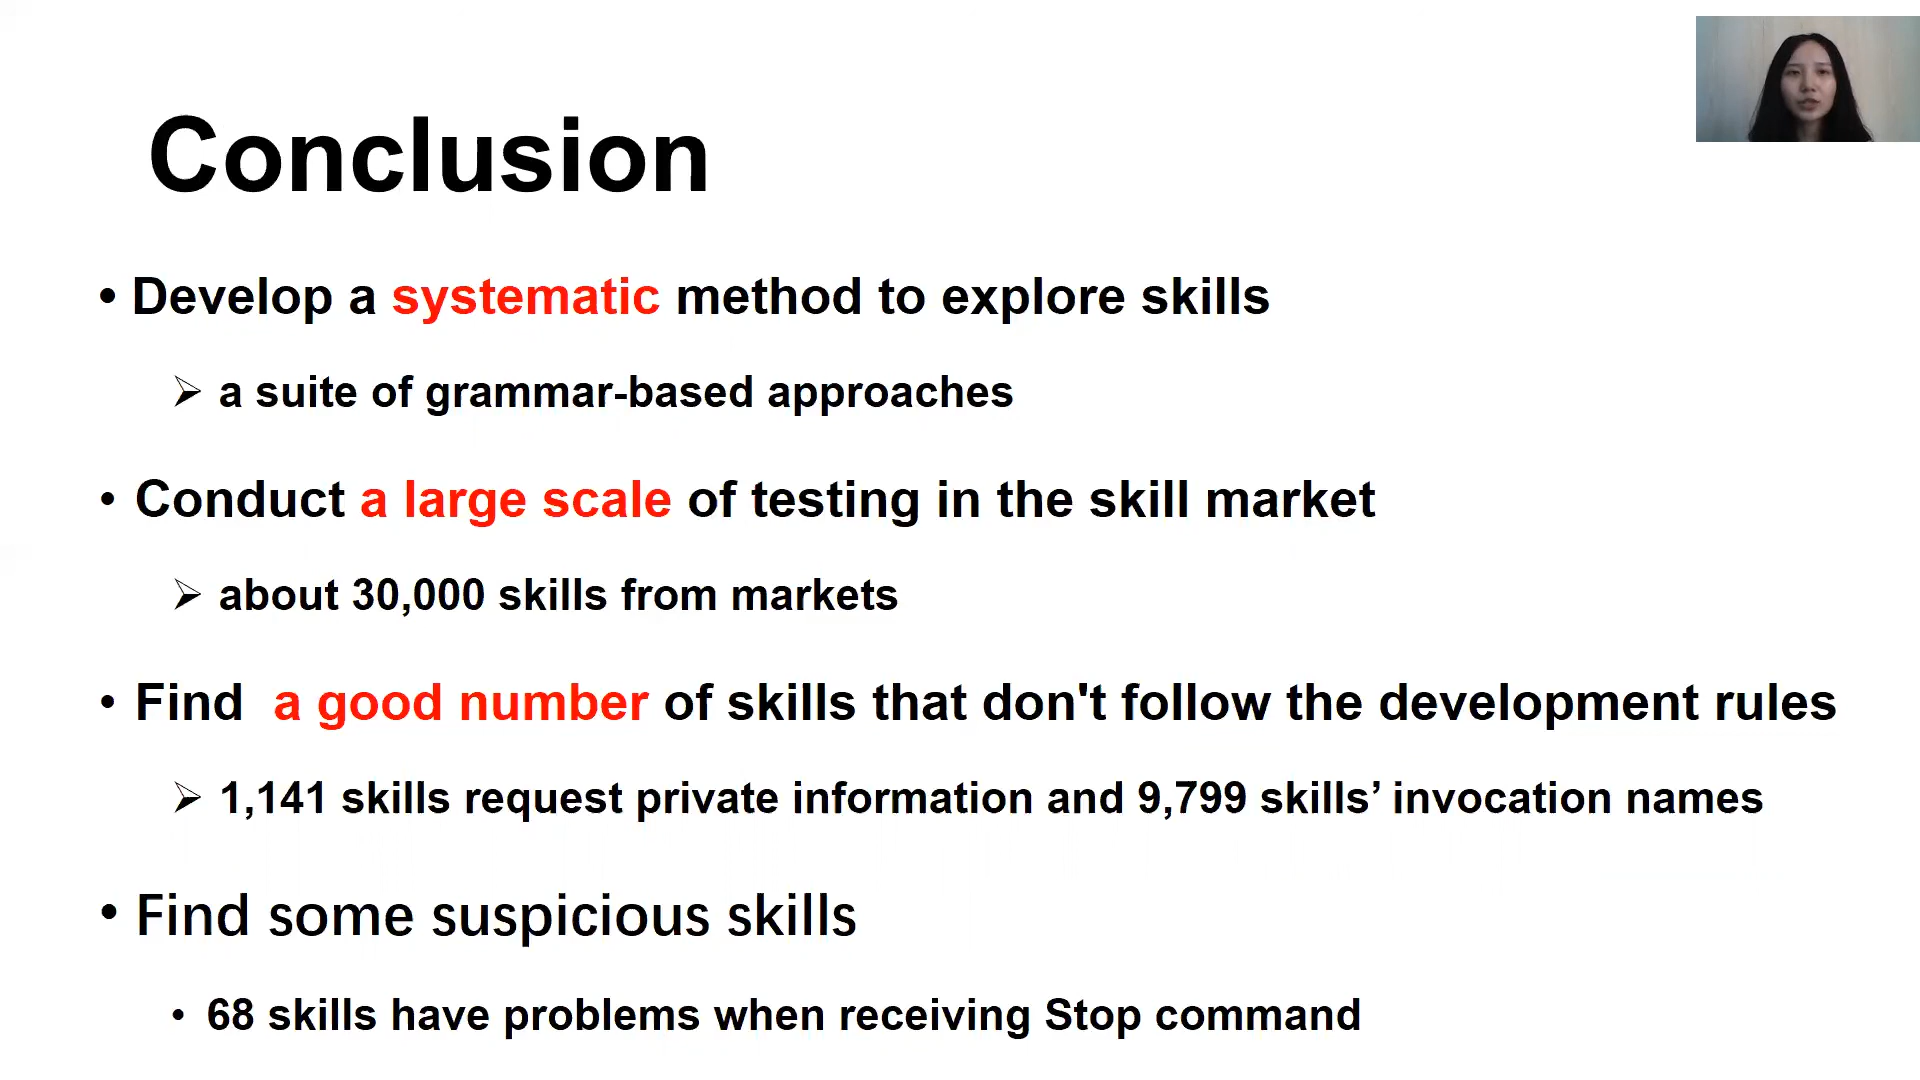 Conclusion
• Develop a systematic method to explore skills
➢ a suite of grammar-based approaches
• Conduct a large scale of testing in the skill market
➢ about 30,000 skills from markets
• Find a good number of skills that don't follow the development rules
➢ 1,141 skills request private information and 9,799 skills’ invocation names
• Find some suspicious skills
• 68 skills have problems when receiving Stop command